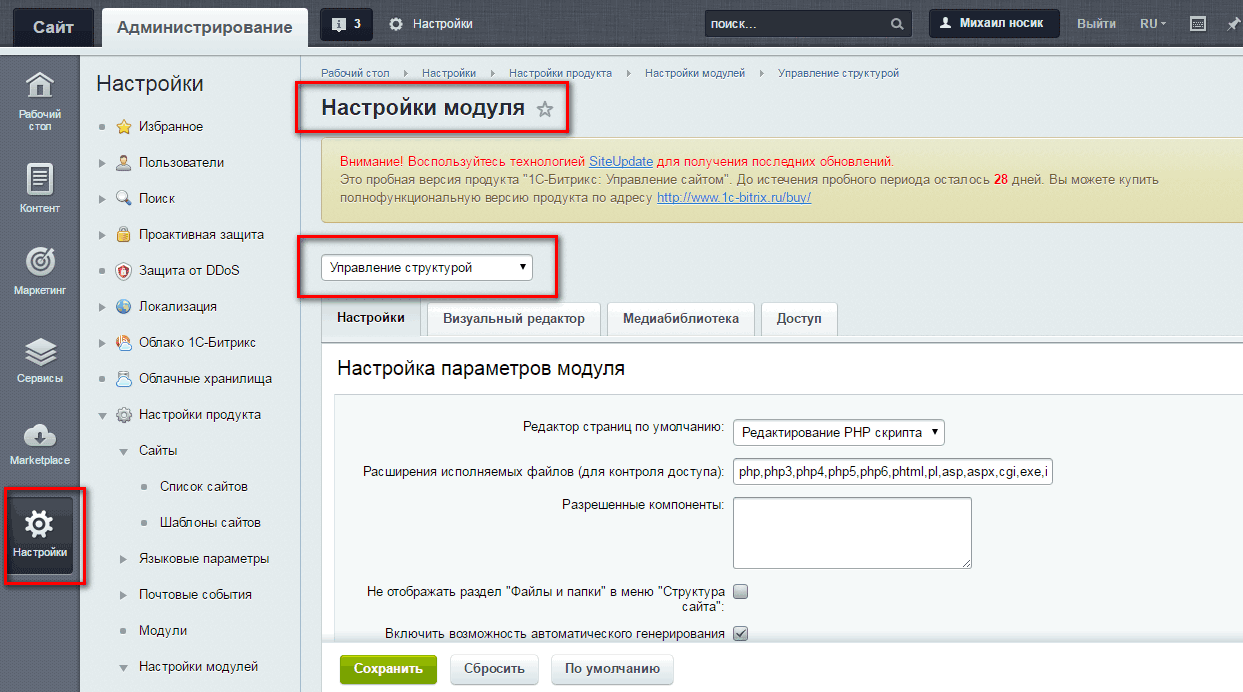 Сайт
Администрирование
3
Настройки
поиск...
Михаил носик
Выйти
RU
Рабочий
стол
Контент
Маркетинг
Сервисы
Marketplace
Настройки
Настройки
Избранное
Пользователи
Поиск
Проактивная защита
Защита от DDoS
Локализация
Облако 1С-Битрикс
Облачные хранилища
Настройки продукта
Сайты
Список сайтов
Шаблоны сайтов
Языковые параметры
Почтовые события
Модули
Настройки модулей
Рабочий стол
Настройки
Настройки продукта
Настройки модулей
Управление структурой
Настройки модуля
Внимание! Воспользуйтесь технологией SiteUpdate для получения последних обновлений.
Это пробная версия продукта "1С-Битрикс: Управление сайтом". До истечения пробного периода осталось 28 дней. Вы можете купить
полнофункциональную версию продукта по адресу http://www.1c-bitrix.ru/buy/
Управление структурой
Настройки
Визуальный редактор
Медиабиблиотека
Доступ
Настройка параметров модуля
Редактор страниц по умолчанию:
Редактирование PHP скрипта
Расширения исполняемых файлов (для контроля доступа):
php,php3,php4,php5,php6,phtml,pl,asp,aspx,cgi,exe,i
Разрешенные компоненты:
Не отображать раздел "Файлы и папки" в меню "Структура
сайта":
Включить возможность автоматического генерирования
Сохранить
Сбросить
По умолчанию